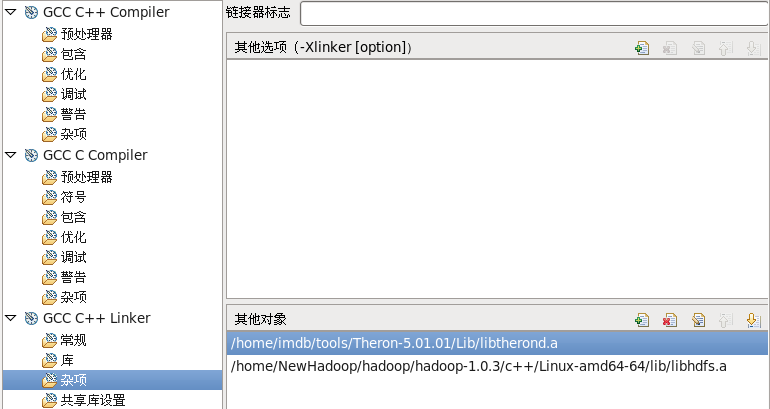 GCC C++ Compiler
预处理器
包含
优化
调试
警告
杂项
GCC C Compiler
预处理器
符号
包含
优化
调试
警告
杂项
GCC C++ Linker
常规
库
杂项
共享库设置
链接器标志
其他选项（-Xlinker [option]）
其他对象
/home/imdb/tools/Theron-5.01.01/Lib/libtherond.a
/home/NewHadoop/hadoop/hadoop-1.0.3/c++/Linux-amd64-64/lib/libhdfs.a